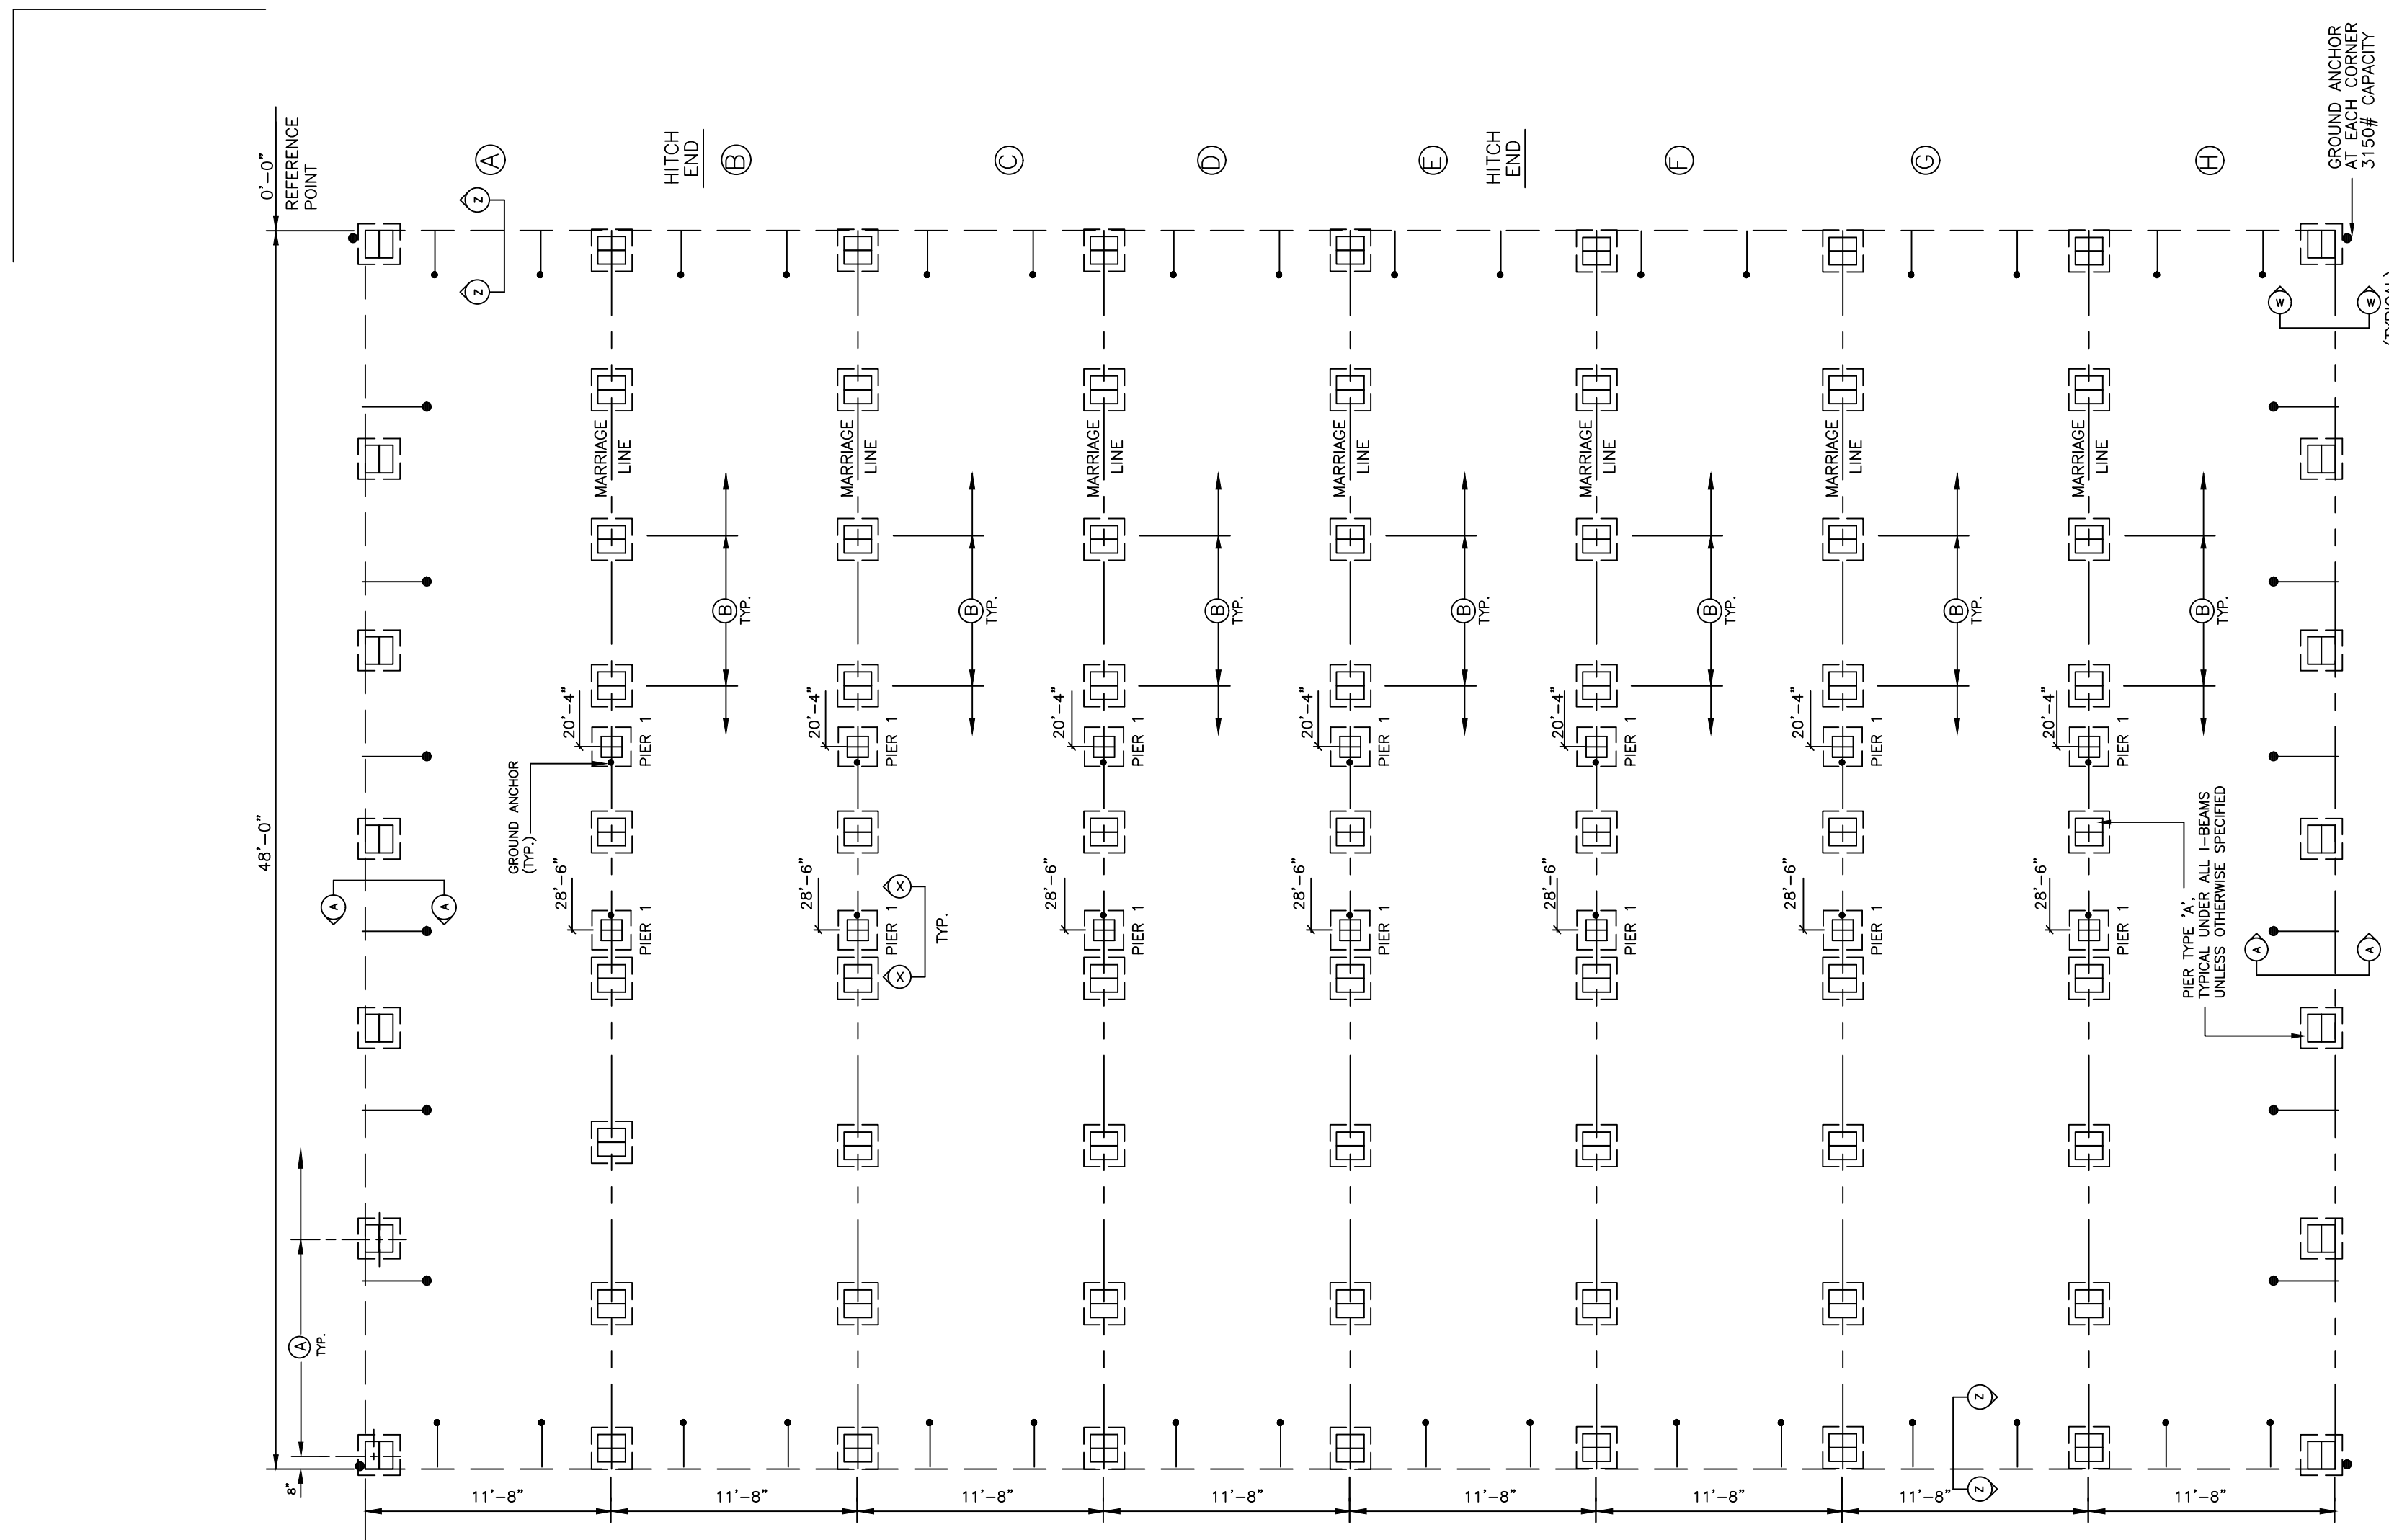 0'-0"
REFERENCE
POINT
A
HITCH
END
B
C
D
E
HITCH
END
F
G
H
GROUND ANCHOR
AT EACH CORNER
3150# CAPACITY
Z
Z
W
W
(TYPICAL)
MARRIAGE
LINE
MARRIAGE
LINE
MARRIAGE
LINE
MARRIAGE
LINE
MARRIAGE
LINE
MARRIAGE
LINE
MARRIAGE
LINE
B
TYP.
B
TYP.
B
TYP.
B
TYP.
B
TYP.
B
TYP.
B
TYP.
20'-4"
PIER 1
20'-4"
PIER 1
20'-4"
PIER 1
20'-4"
PIER 1
20'-4"
PIER 1
20'-4"
PIER 1
20'-4"
PIER 1
48'-0"
GROUND ANCHOR
(TYP.)
A
A
28'-6"
PIER 1
28'-6"
PIER 1
28'-6"
PIER 1
28'-6"
PIER 1
28'-6"
PIER 1
28'-6"
PIER 1
28'-6"
PIER 1
X
X
TYP.
PIER TYPE 'A',
TYPICAL UNDER ALL I-BEAMS
UNLESS OTHERWISE SPECIFIED
A
A
A
TYP.
8"
Z
Z
11'-8"
11'-8"
11'-8"
11'-8"
11'-8"
11'-8"
11'-8"
11'-8"